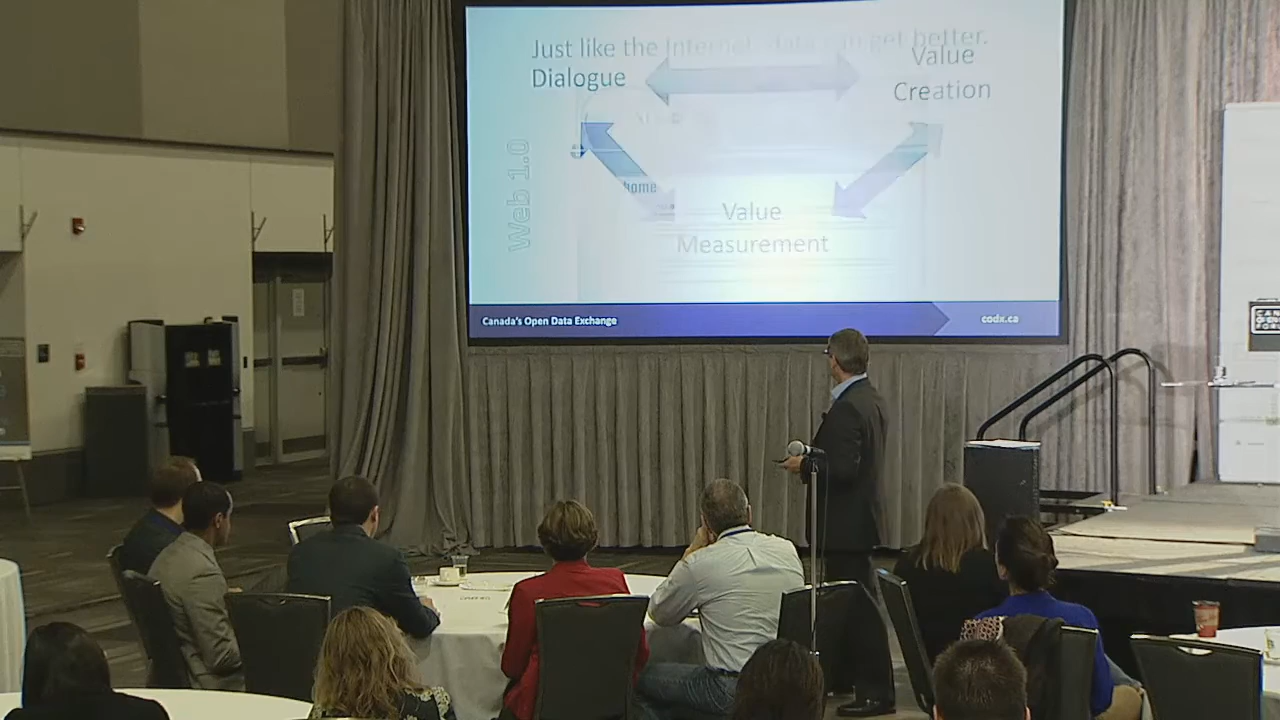 Just like the Internet, data can get better.
Dialogue
Value
Creation
Web 1.0
home
Value
Measurement
Canada's Open Data Exchange
codx.ca